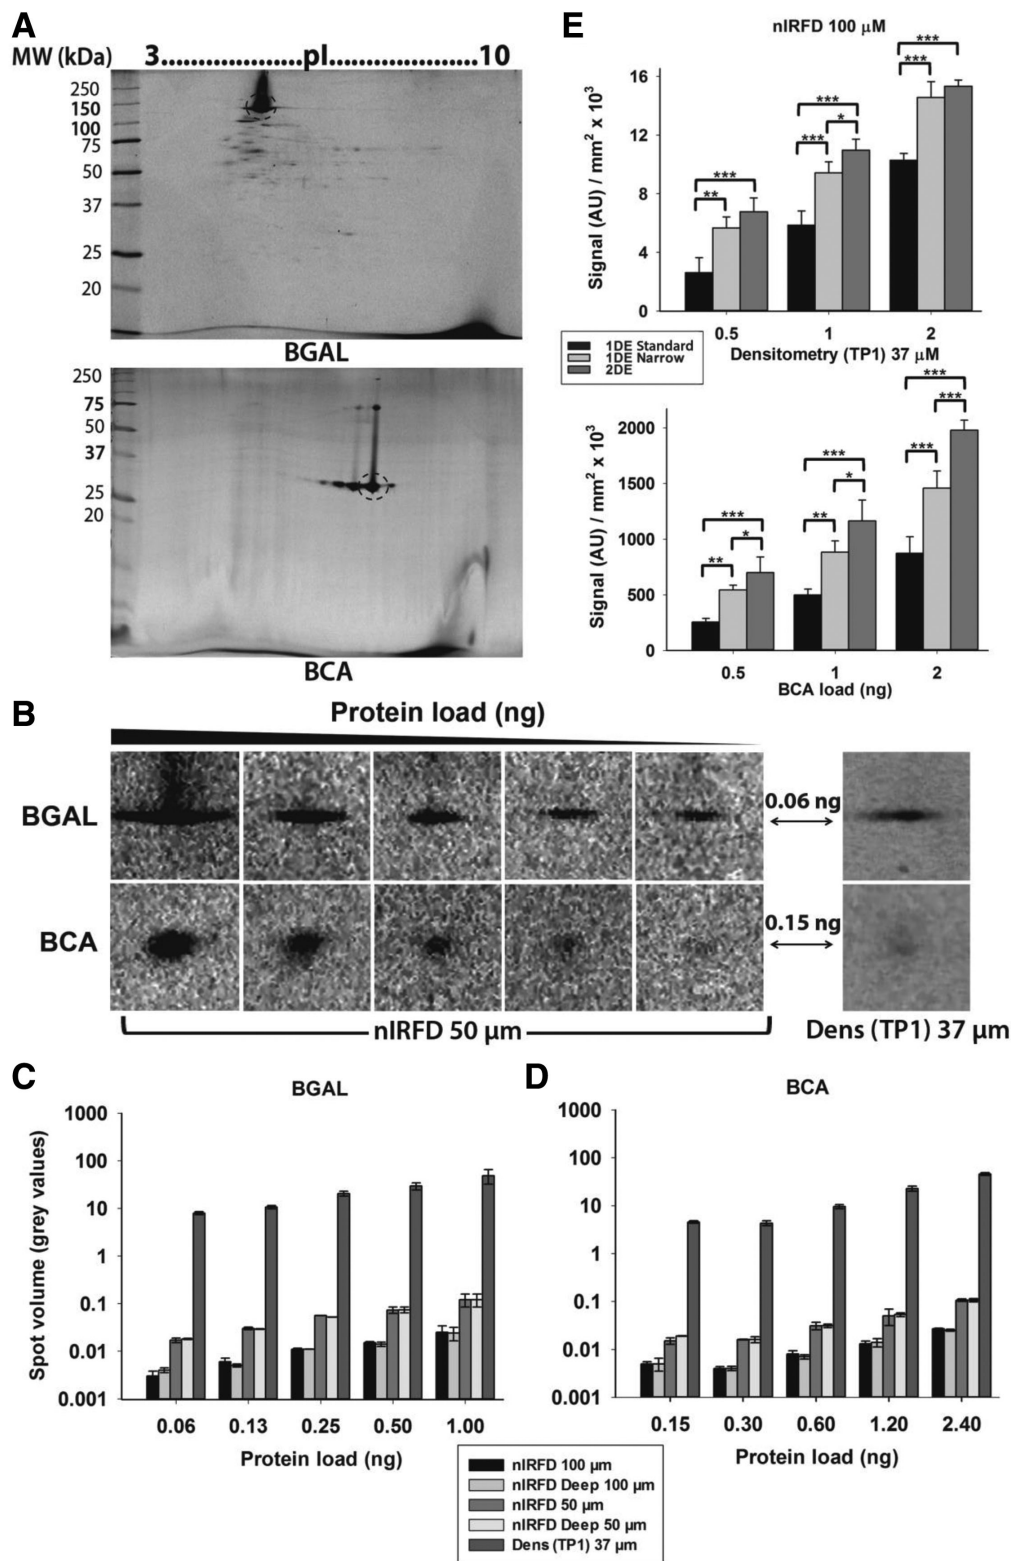 A
MW (kDa)
3....................pI....................10
250
150
100
75
50
37
25
20
BGAL
250
75
50
37
25
20
BCA
E
nIRFD 100 µM
Signal (AU) / mm² x 10³
16
12
8
4
0
**
***
***
*
***
***
***
0.5
1
2
1DE Standard
1DE Narrow
2DE
Densitometry (TP1) 37 µM
Signal (AU) / mm² x 10³
2000
1500
1000
500
0
**
*
***
**
*
***
***
***
***
0.5
1
2
BCA load (ng)
B
Protein load (ng)
BGAL
0.06 ng
BCA
0.15 ng
nIRFD 50 µm
Dens (TP1) 37 µm
C
BGAL
Spot volume (grey values)
1000
100
10
1
0.1
0.01
0.001
0.06
0.13
0.25
0.50
1.00
Protein load (ng)
D
BCA
1000
100
10
1
0.1
0.01
0.001
0.15
0.30
0.60
1.20
2.40
Protein load (ng)
nIRFD 100 µm
nIRFD Deep 100 µm
nIRFD 50 µm
nIRFD Deep 50 µm
Dens (TP1) 37 µm